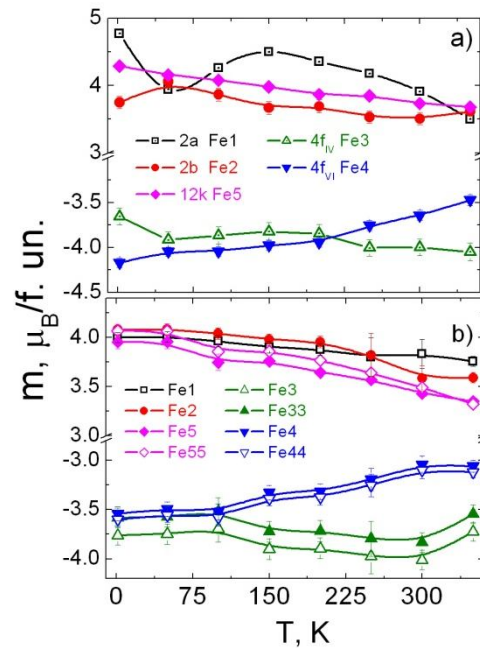 5
a)
4
2a Fe1 4f_IV Fe3
2b Fe2 4f_VI Fe4
3
12k Fe5
-3.5
-4.0
-4.5
m, μ_B/f. un.
b)
4.0
3.5
Fe1 Fe3
Fe2 Fe33
Fe5 Fe4
3.0
Fe55 Fe44
-3.0
-3.5
-4.0
0 75 150 225 300
T, K